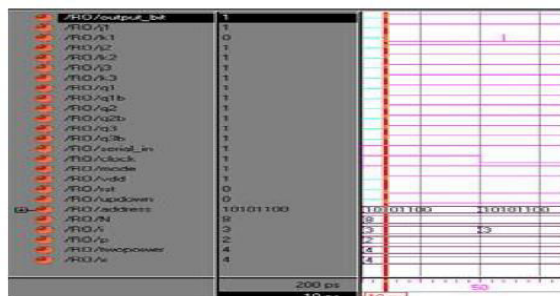 /RO/output_bit 1
/RO/j1 1
/RO/k1 0
/RO/j2 1
/RO/k2 1
/RO/j3 1
/RO/k3 1
/RO/q1 1
/RO/q1b 1
/RO/q2 1
/RO/q2b 1
/RO/q3 1
/RO/q3b 1
/RO/serial_in 1
/RO/clock 1
/RO/mode 1
/RO/vdd 1
/RO/rst 0
/RO/updown 0
/RO/address 10101100 10101100 10101100
/RO/N 8 8
/RO/i 3 3 3
/RO/p 2 2
/RO/twopower 4 4
4 4
200 ps 50